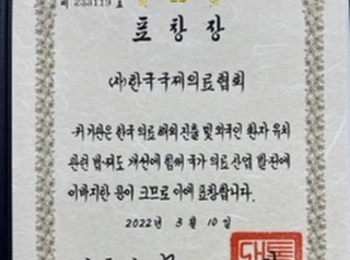 제 233119 호
표창장
(사)한국국제의료협회
귀 기관은 한국 의료 해외 진출 및 외국인 환자 유치
관련 법·제도 개선에 힘써 국가 의료 산업 발전에
이바지한 공이 크므로 이에 표창합니다.
2022년 3월 10일